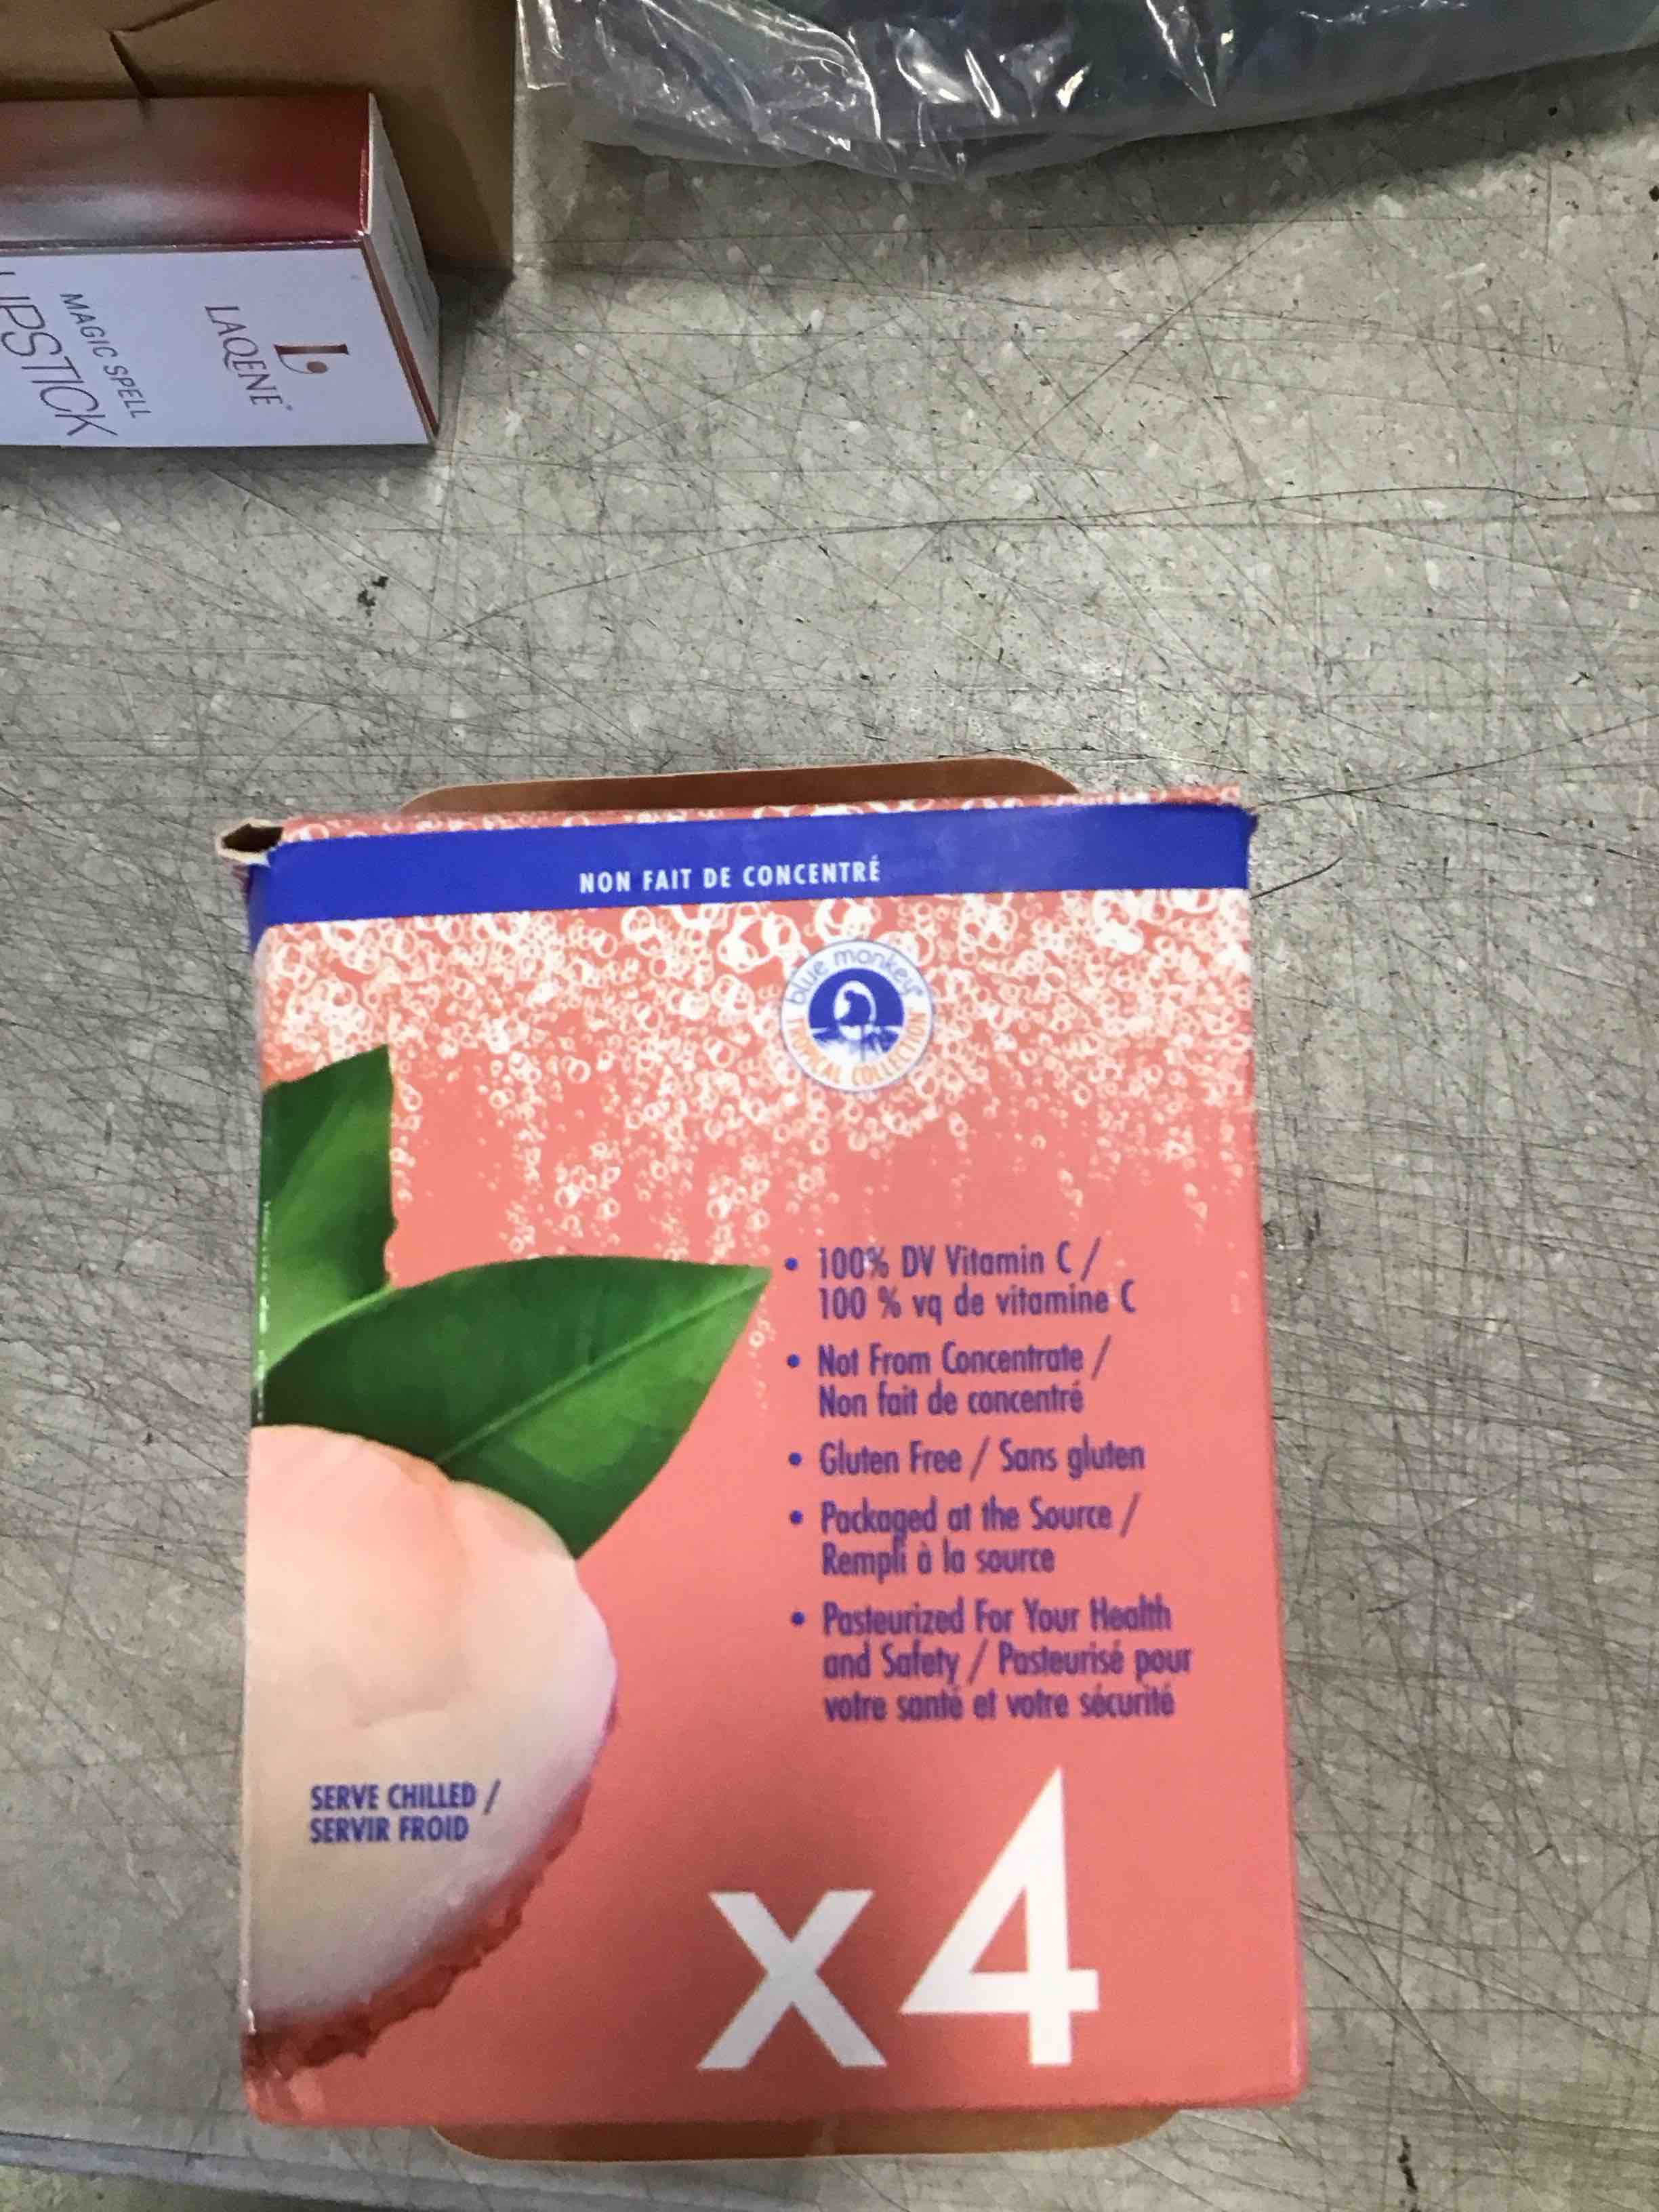 LAQENE
MAGIC SPELL
LIPSTICK
NON FAIT DE CONCENTRÉ
blue monkey
TROPICAL COLLECTION
• 100% DV Vitamin C /
100 % vq de vitamine C
• Not From Concentrate /
Non fait de concentré
• Gluten Free / Sans gluten
• Packaged at the Source /
Rempli à la source
• Pasteurized For Your Health
and Safety / Pasteurisé pour
votre santé et votre sécurité
SERVE CHILLED /
SERVIR FROID
x4